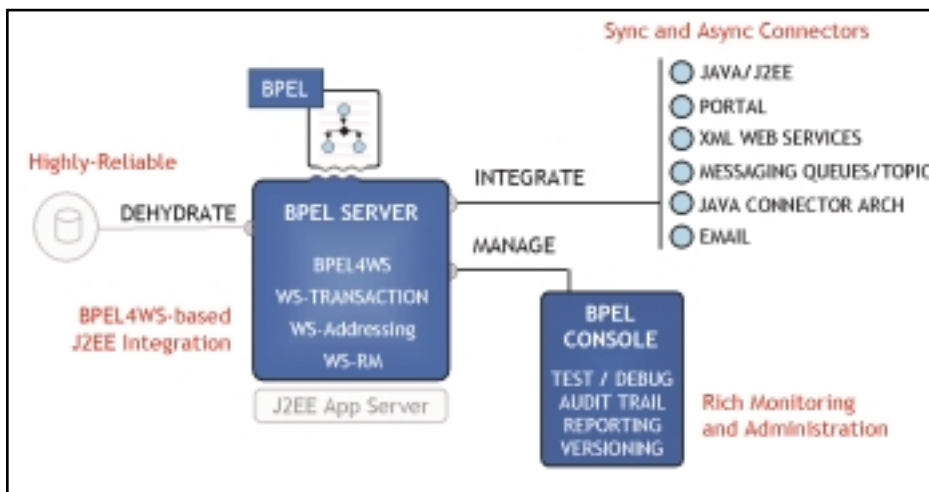 Sync and Async Connectors
JAVA/J2EE
PORTAL
XML WEB SERVICES
MESSAGING QUEUES/TOPIC
JAVA CONNECTOR ARCH
EMAIL
BPEL
Highly-Reliable
DEHYDRATE
INTEGRATE
MANAGE
BPEL SERVER
BPEL4WS
WS-TRANSACTION
WS-Addressing
WS-RM
BPEL4WS-based
J2EE Integration
J2EE App Server
BPEL
CONSOLE
TEST / DEBUG
AUDIT TRAIL
REPORTING
VERSIONING
Rich Monitoring
and Administration